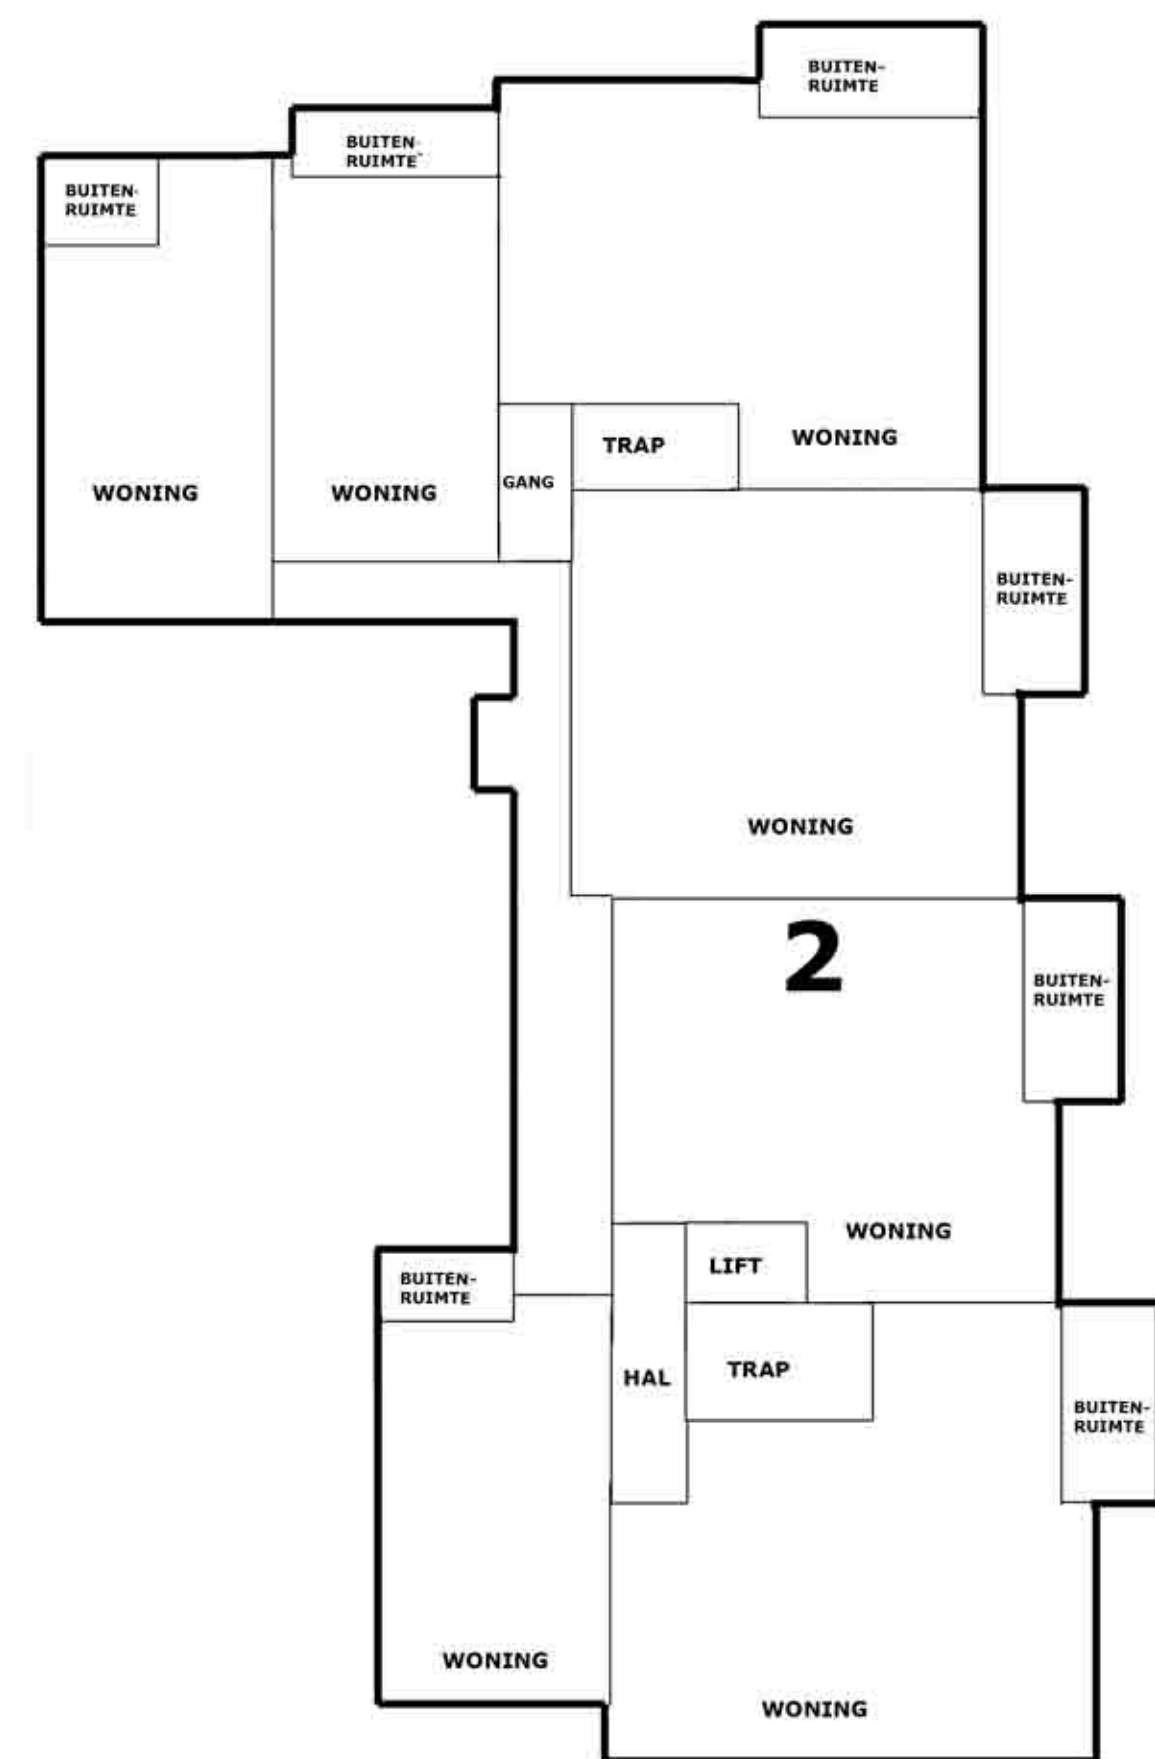 BUITEN-
RUIMTE
BUITEN
RUIMTE
BUITEN-
RUIMTE
WONING
TRAP
GANG
WONING
WONING
BUITEN-
RUIMTE
WONING
2
BUITEN-
RUIMTE
WONING
LIFT
BUITEN-
RUIMTE
TRAP
HAL
BUITEN-
RUIMTE
WONING
WONING